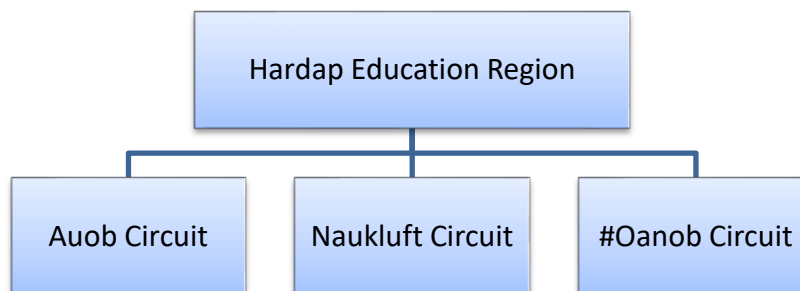 Hardap Education Region
Auob Circuit
Naukluft Circuit
#Oanob Circuit